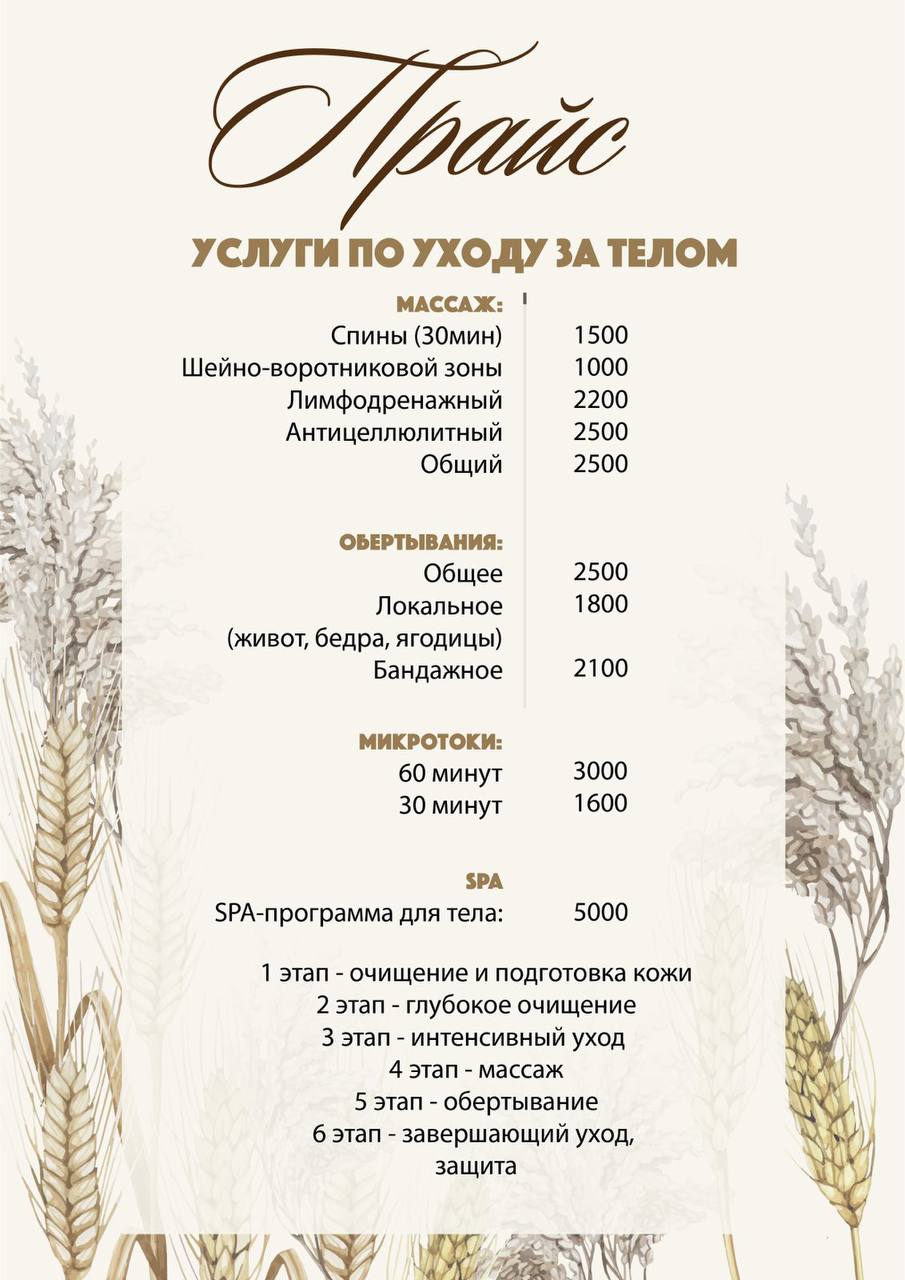 Прайс
УСЛУГИ ПО УХОДУ ЗА ТЕЛОМ
МАССАЖ:
Спины (30мин) 1500
Шейно-воротниковой зоны 1000
Лимфодренажный 2200
Антицеллюлитный 2500
Общий 2500
ОБЕРТЫВАНИЯ:
Общее 2500
Локальное 1800
(живот, бедра, ягодицы)
Бандажное 2100
МИКРОТОКИ:
60 минут 3000
30 минут 1600
SPA
SPA-программа для тела: 5000
1 этап - очищение и подготовка кожи
2 этап - глубокое очищение
3 этап - интенсивный уход
4 этап - массаж
5 этап - обертывание
6 этап - завершающий уход,
защита